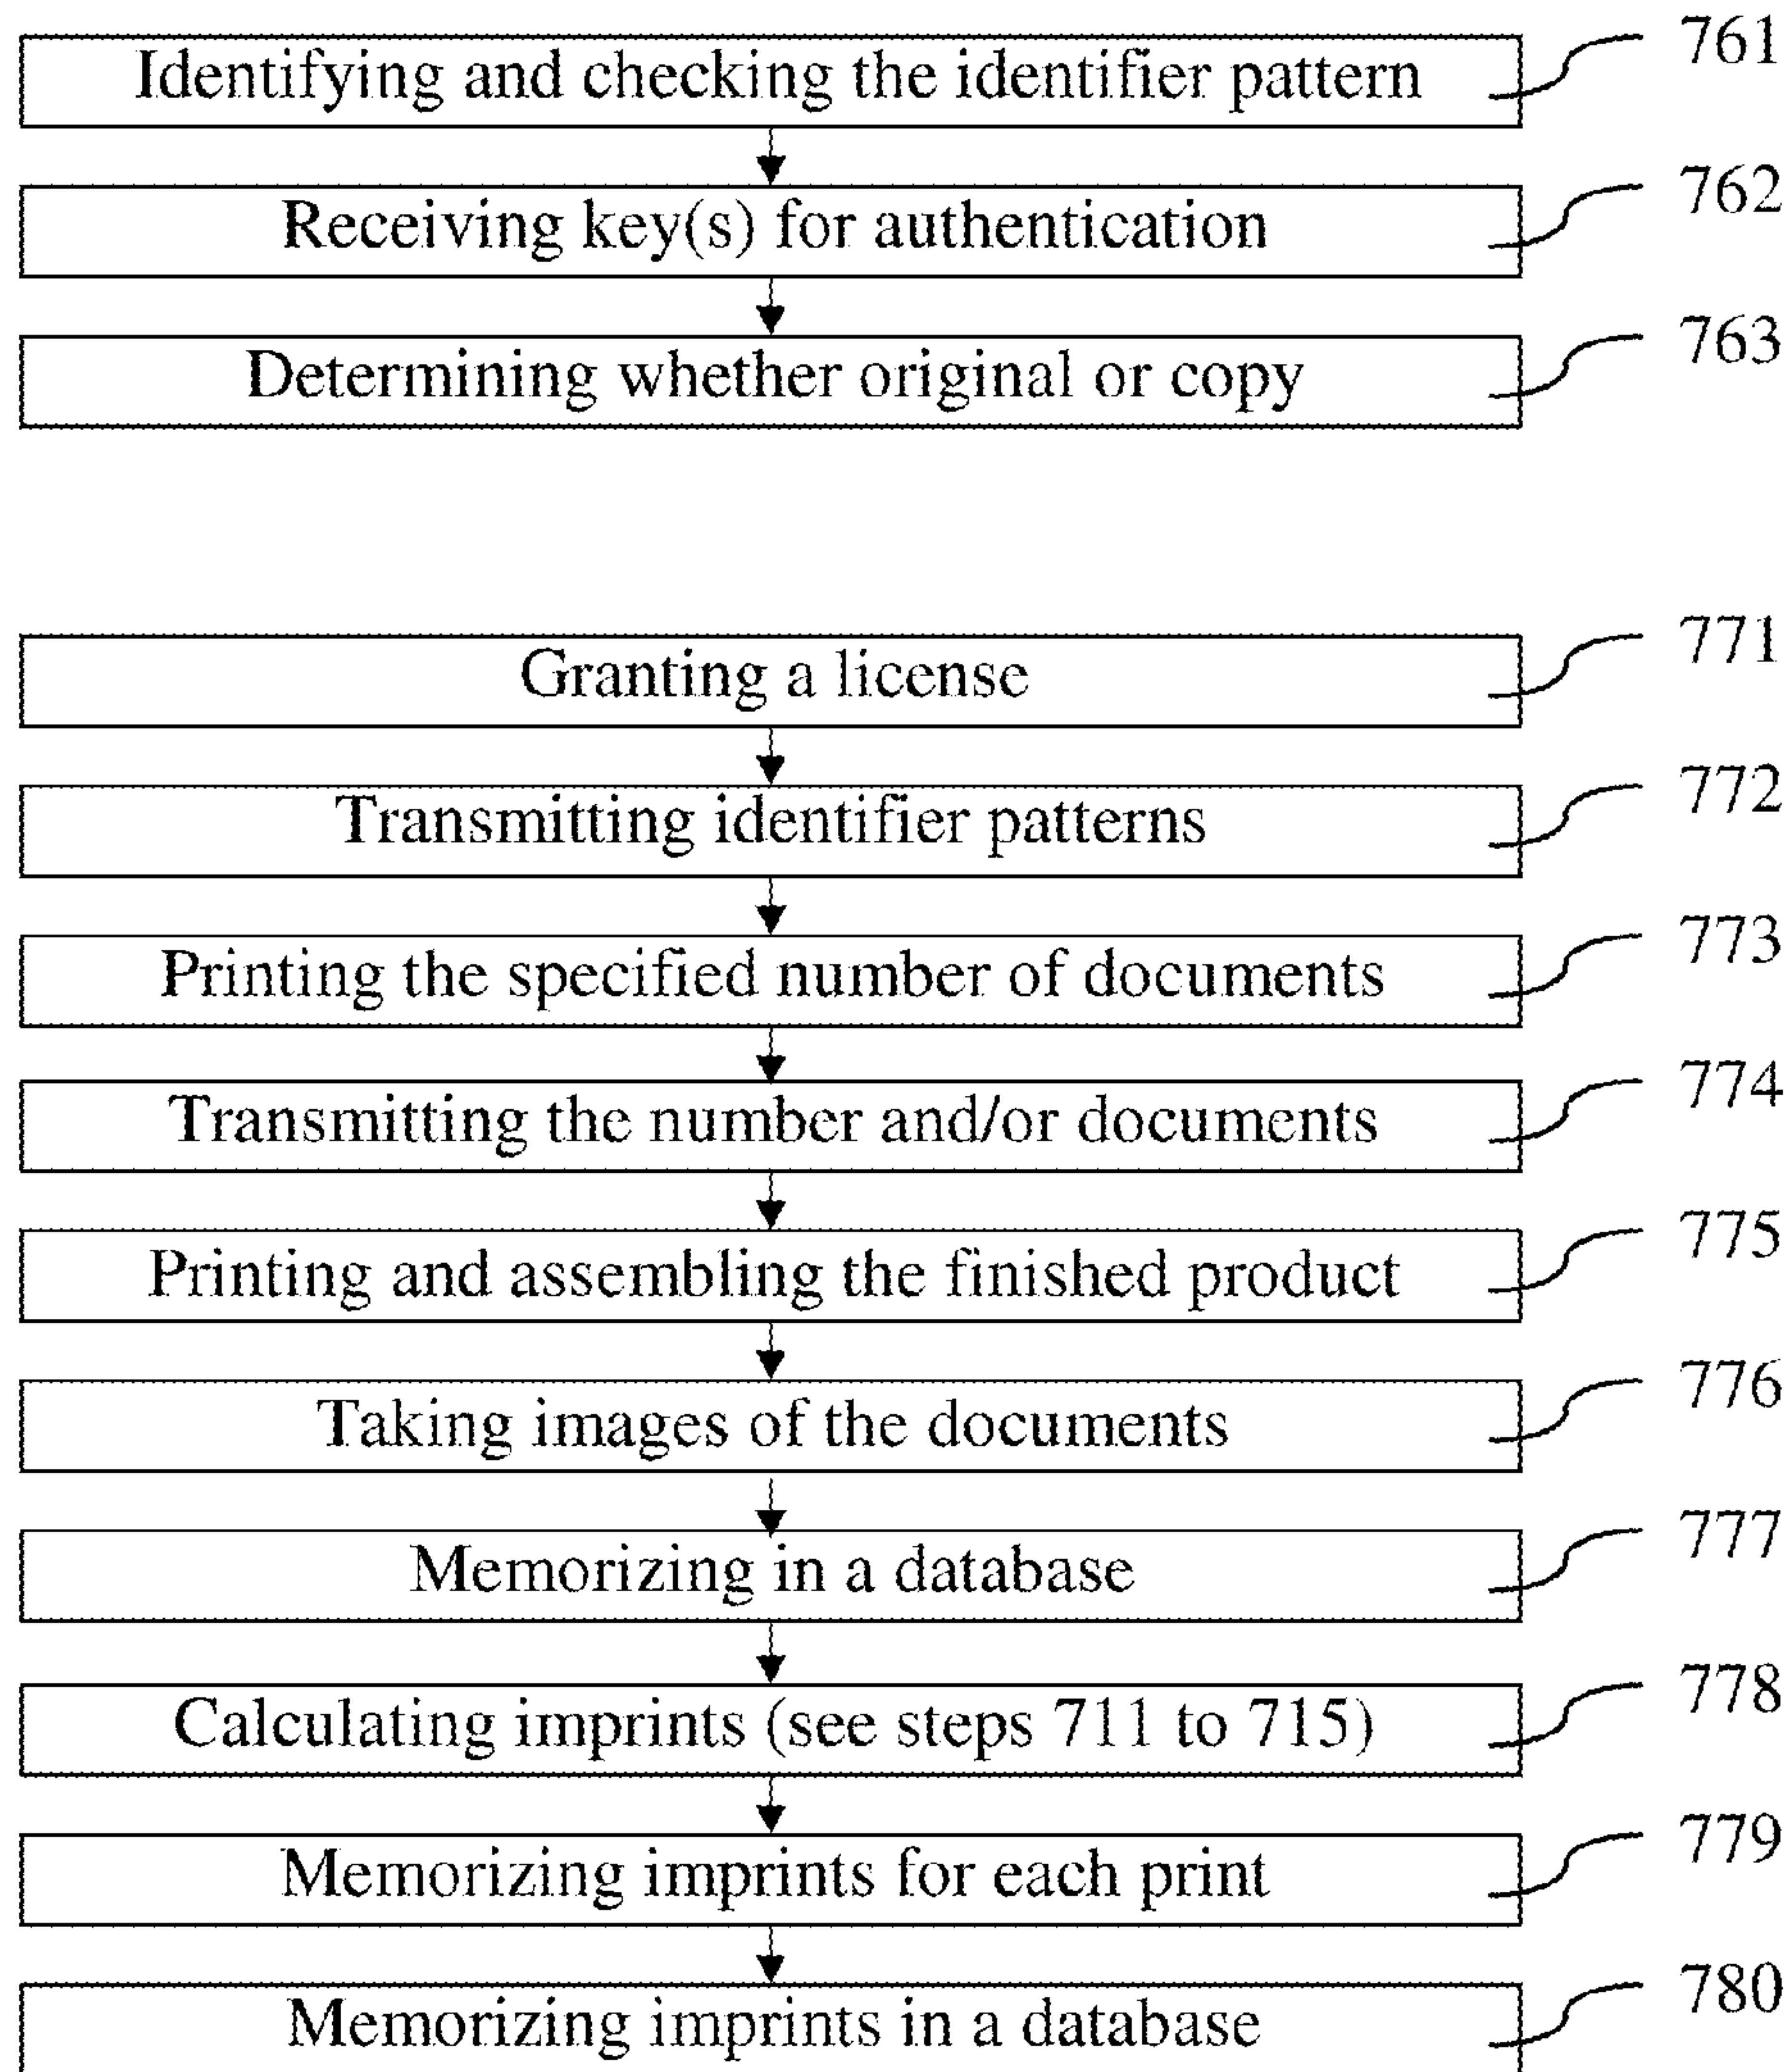 Identifying and checking the identifier pattern 761
Receiving key(s) for authentication 762
Determining whether original or copy 763
Granting a license 771
Transmitting identifier patterns 772
Printing the specified number of documents 773
Transmitting the number and/or documents 774
Printing and assembling the finished product 775
Taking images of the documents 776
Memorizing in a database 777
Calculating imprints (see steps 711 to 715) 778
Memorizing imprints for each print 779
Memorizing imprints in a database 780